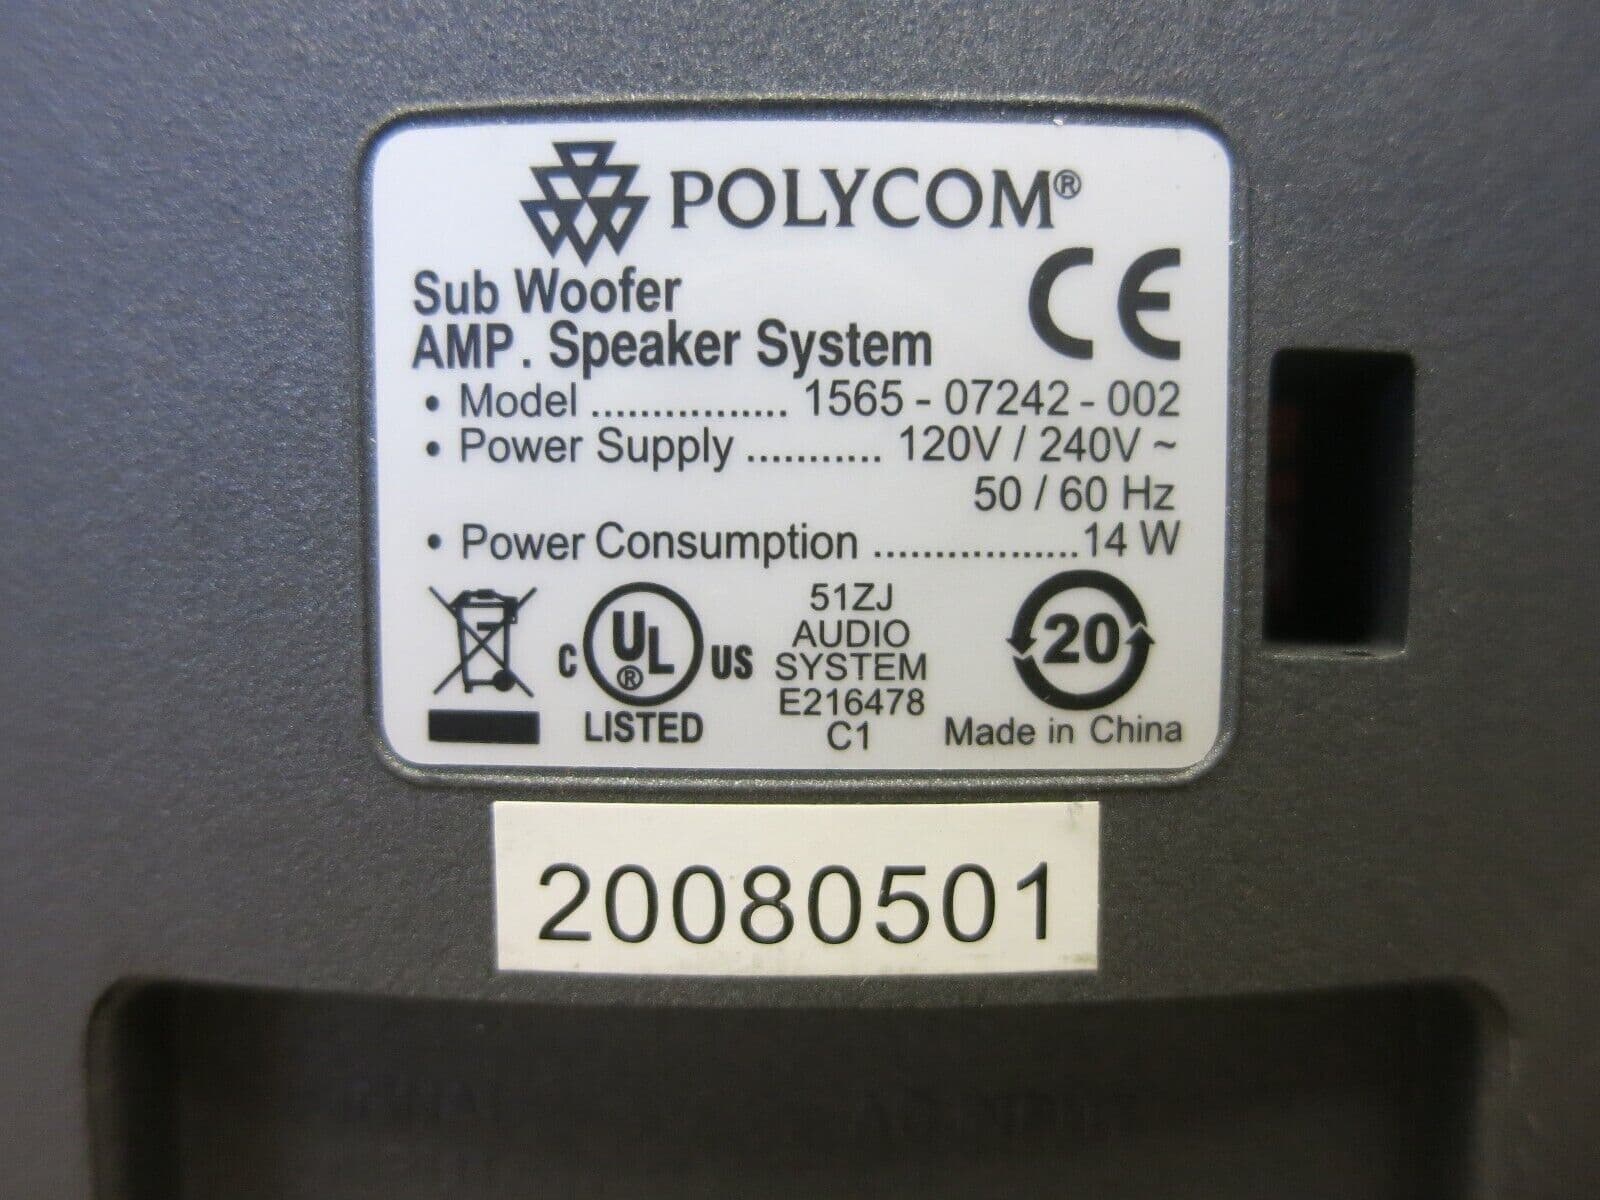 POLYCOM®
Sub Woofer
CE
AMP. Speaker System
• Model ................ 1565 - 07242 - 002
• Power Supply ........... 120V / 240V ~
50 / 60 Hz
• Power Consumption .................14 W
C UL® US
LISTED
51ZJ
AUDIO
SYSTEM
E216478
C1
20
Made in China
20080501